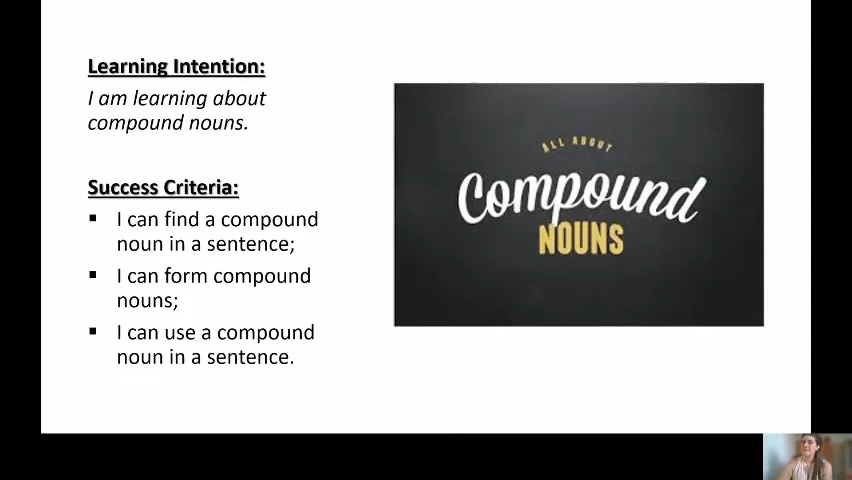 Learning Intention:
I am learning about
compound nouns.
Success Criteria:
▪ I can find a compound
noun in a sentence;
▪ I can form compound
nouns;
▪ I can use a compound
noun in a sentence.
ALL ABOUT
Compound
NOUNS